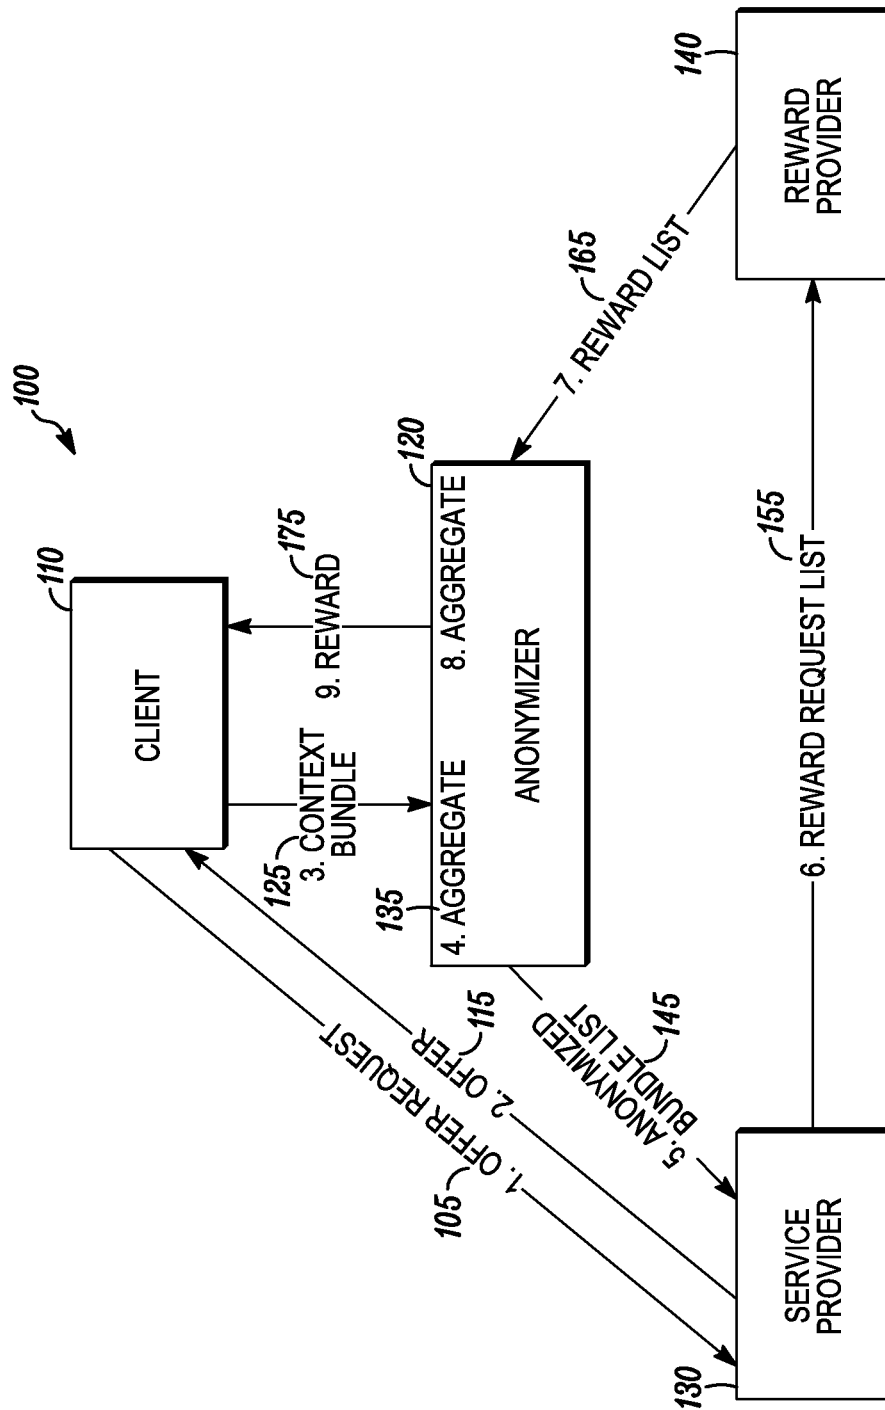 100
110
CLIENT
1. OFFER REQUEST
105
2. OFFER
115
125
3. CONTEXT
BUNDLE
9. REWARD
175
120
135
4. AGGREGATE
8. AGGREGATE
ANONYMIZER
5. ANONYMIZED
BUNDLE LIST
145
7. REWARD LIST
165
130
SERVICE
PROVIDER
6. REWARD REQUEST LIST
155
140
REWARD
PROVIDER